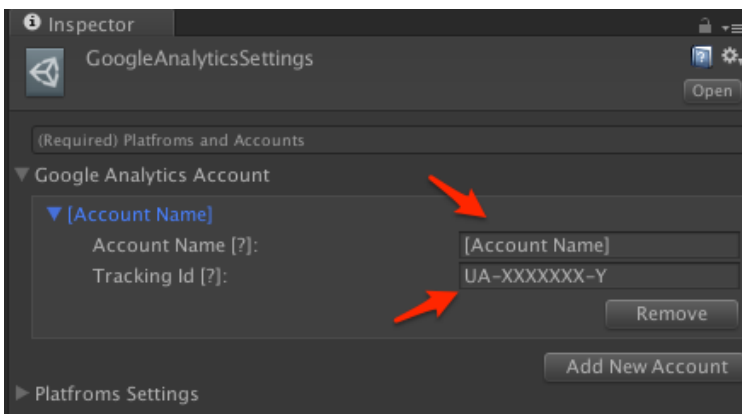 Inspector
GoogleAnalyticsSettings
Open
(Required) Platfroms and Accounts
Google Analytics Account
[Account Name]
Account Name [?]: [Account Name]
Tracking Id [?]: UA-XXXXXXX-Y
Remove
Add New Account
Platfroms Settings